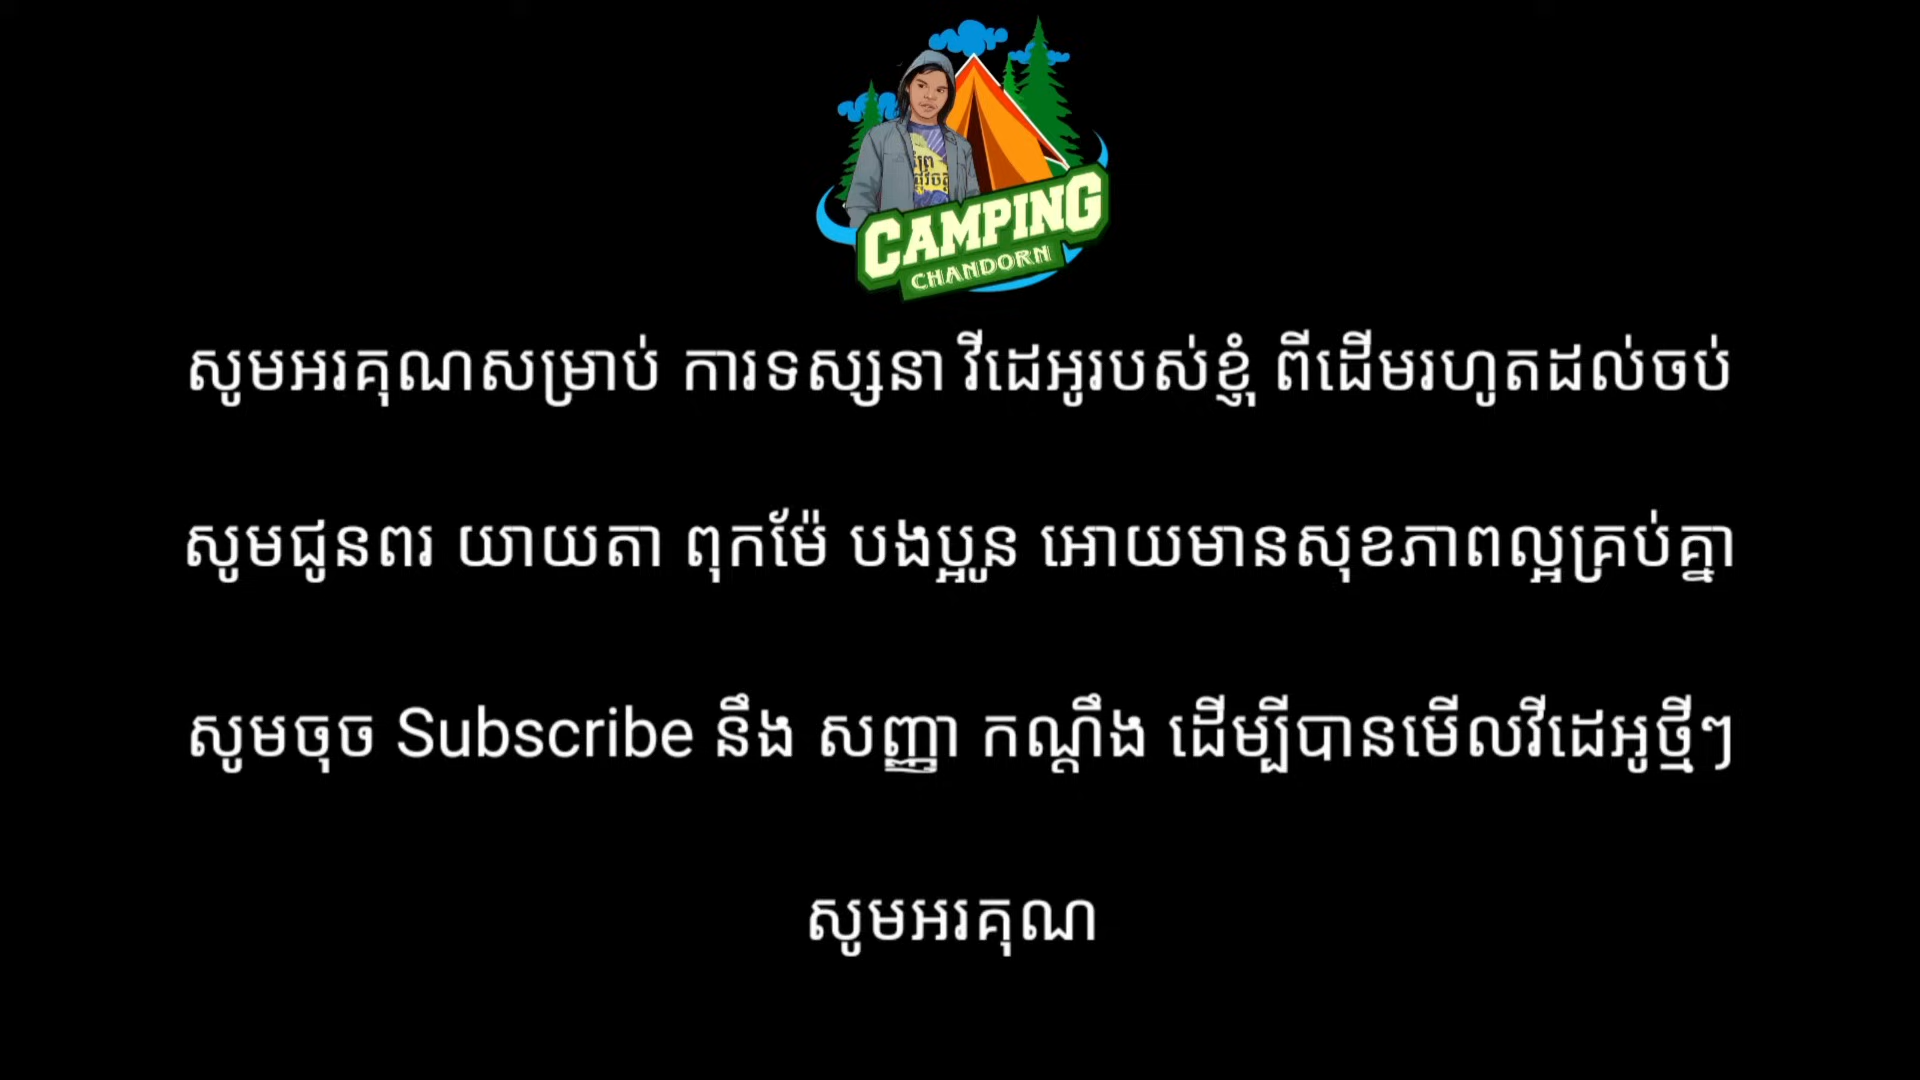 CAMPING
CHANDORN
សូមអរគុណសម្រាប់ ការទស្សនា វីដេអូរបស់ខ្ញុំ ពីដើមរហូតដល់ចប់
សូមជូនពរ យាយតា ពុកម៉ែ បងប្អូន អោយមានសុខភាពល្អគ្រប់គ្នា
សូមចុច Subscribe នឹង សញ្ញា កណ្ដឹង ដើម្បីបានមើលវីដេអូថ្មីៗ
សូមអរគុណ